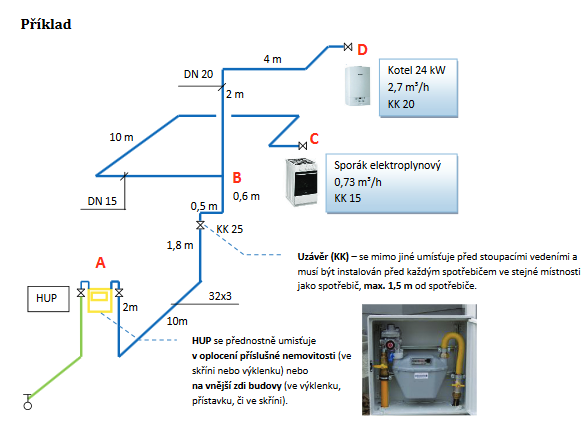 Příklad
D
4 m
DN 20
2 m
Kotel 24 kW
2,7 m³/h
KK 20
10 m
C
Sporák elektroplynový
0,73 m³/h
KK 15
B
DN 15
0,5 m
0,6 m
KK 25
1,8 m
Uzávěr (KK) – se mimo jiné umísťuje před stoupacími vedeními a
musí být instalován před každým spotřebičem ve stejné místnosti
jako spotřebič, max. 1,5 m od spotřebiče.
A
HUP
2m
32x3
10m
HUP se přednostně umisťuje
v oplocení příslušné nemovitosti (ve
skříni nebo výklenku) nebo
na vnější zdi budovy (ve výklenku,
přístavku, či ve skříni).